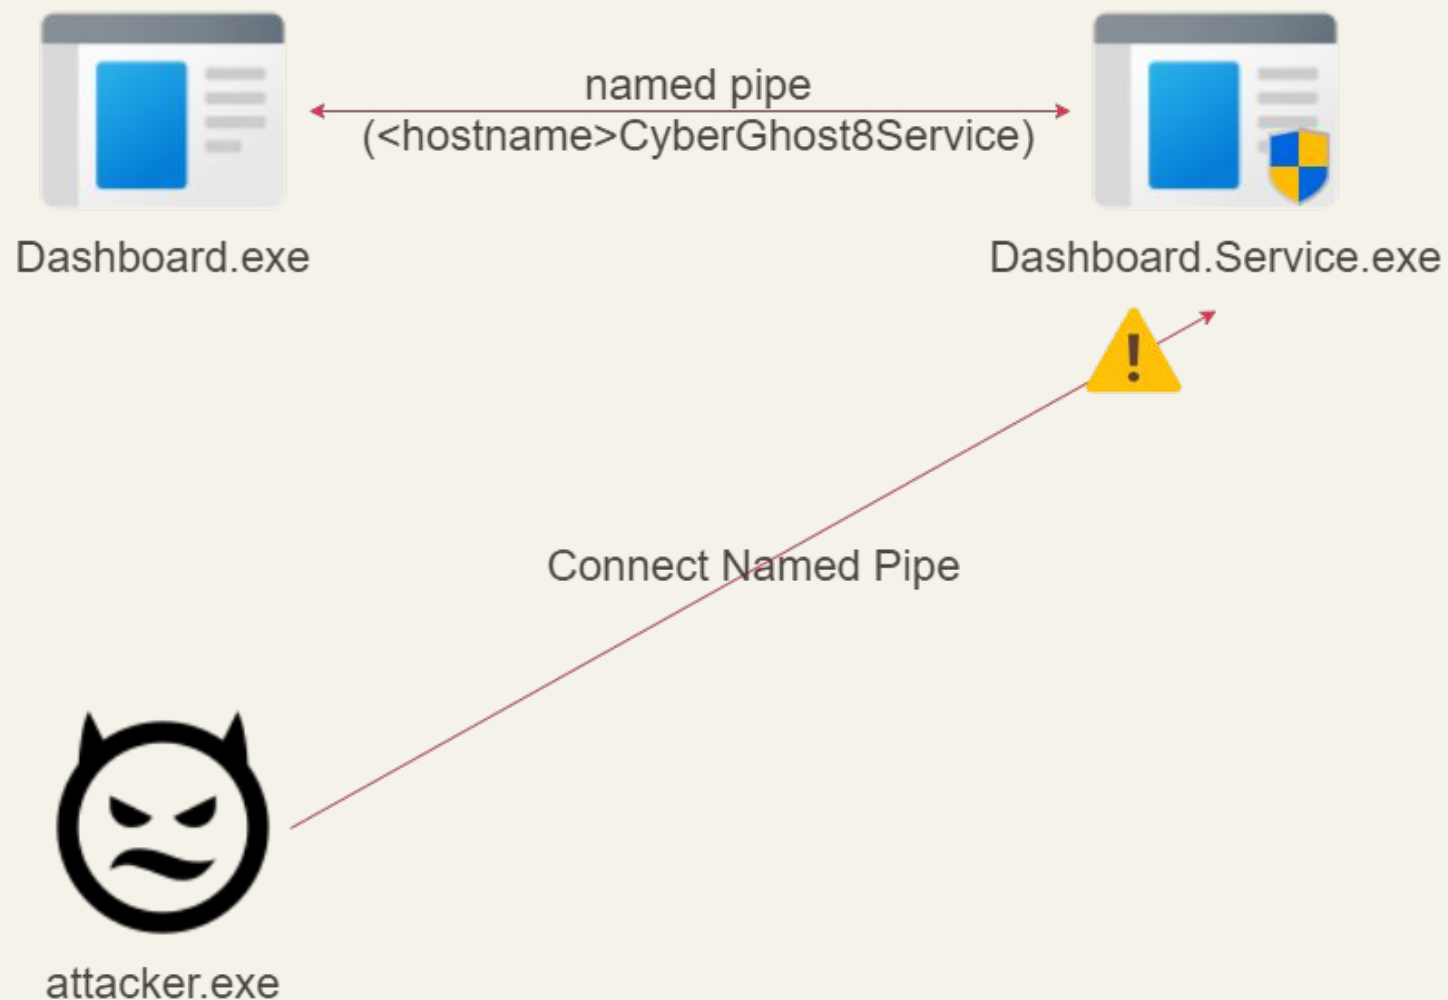 named pipe
(<hostname>CyberGhost8Service)
Dashboard.exe
Dashboard.Service.exe
Connect Named Pipe
attacker.exe